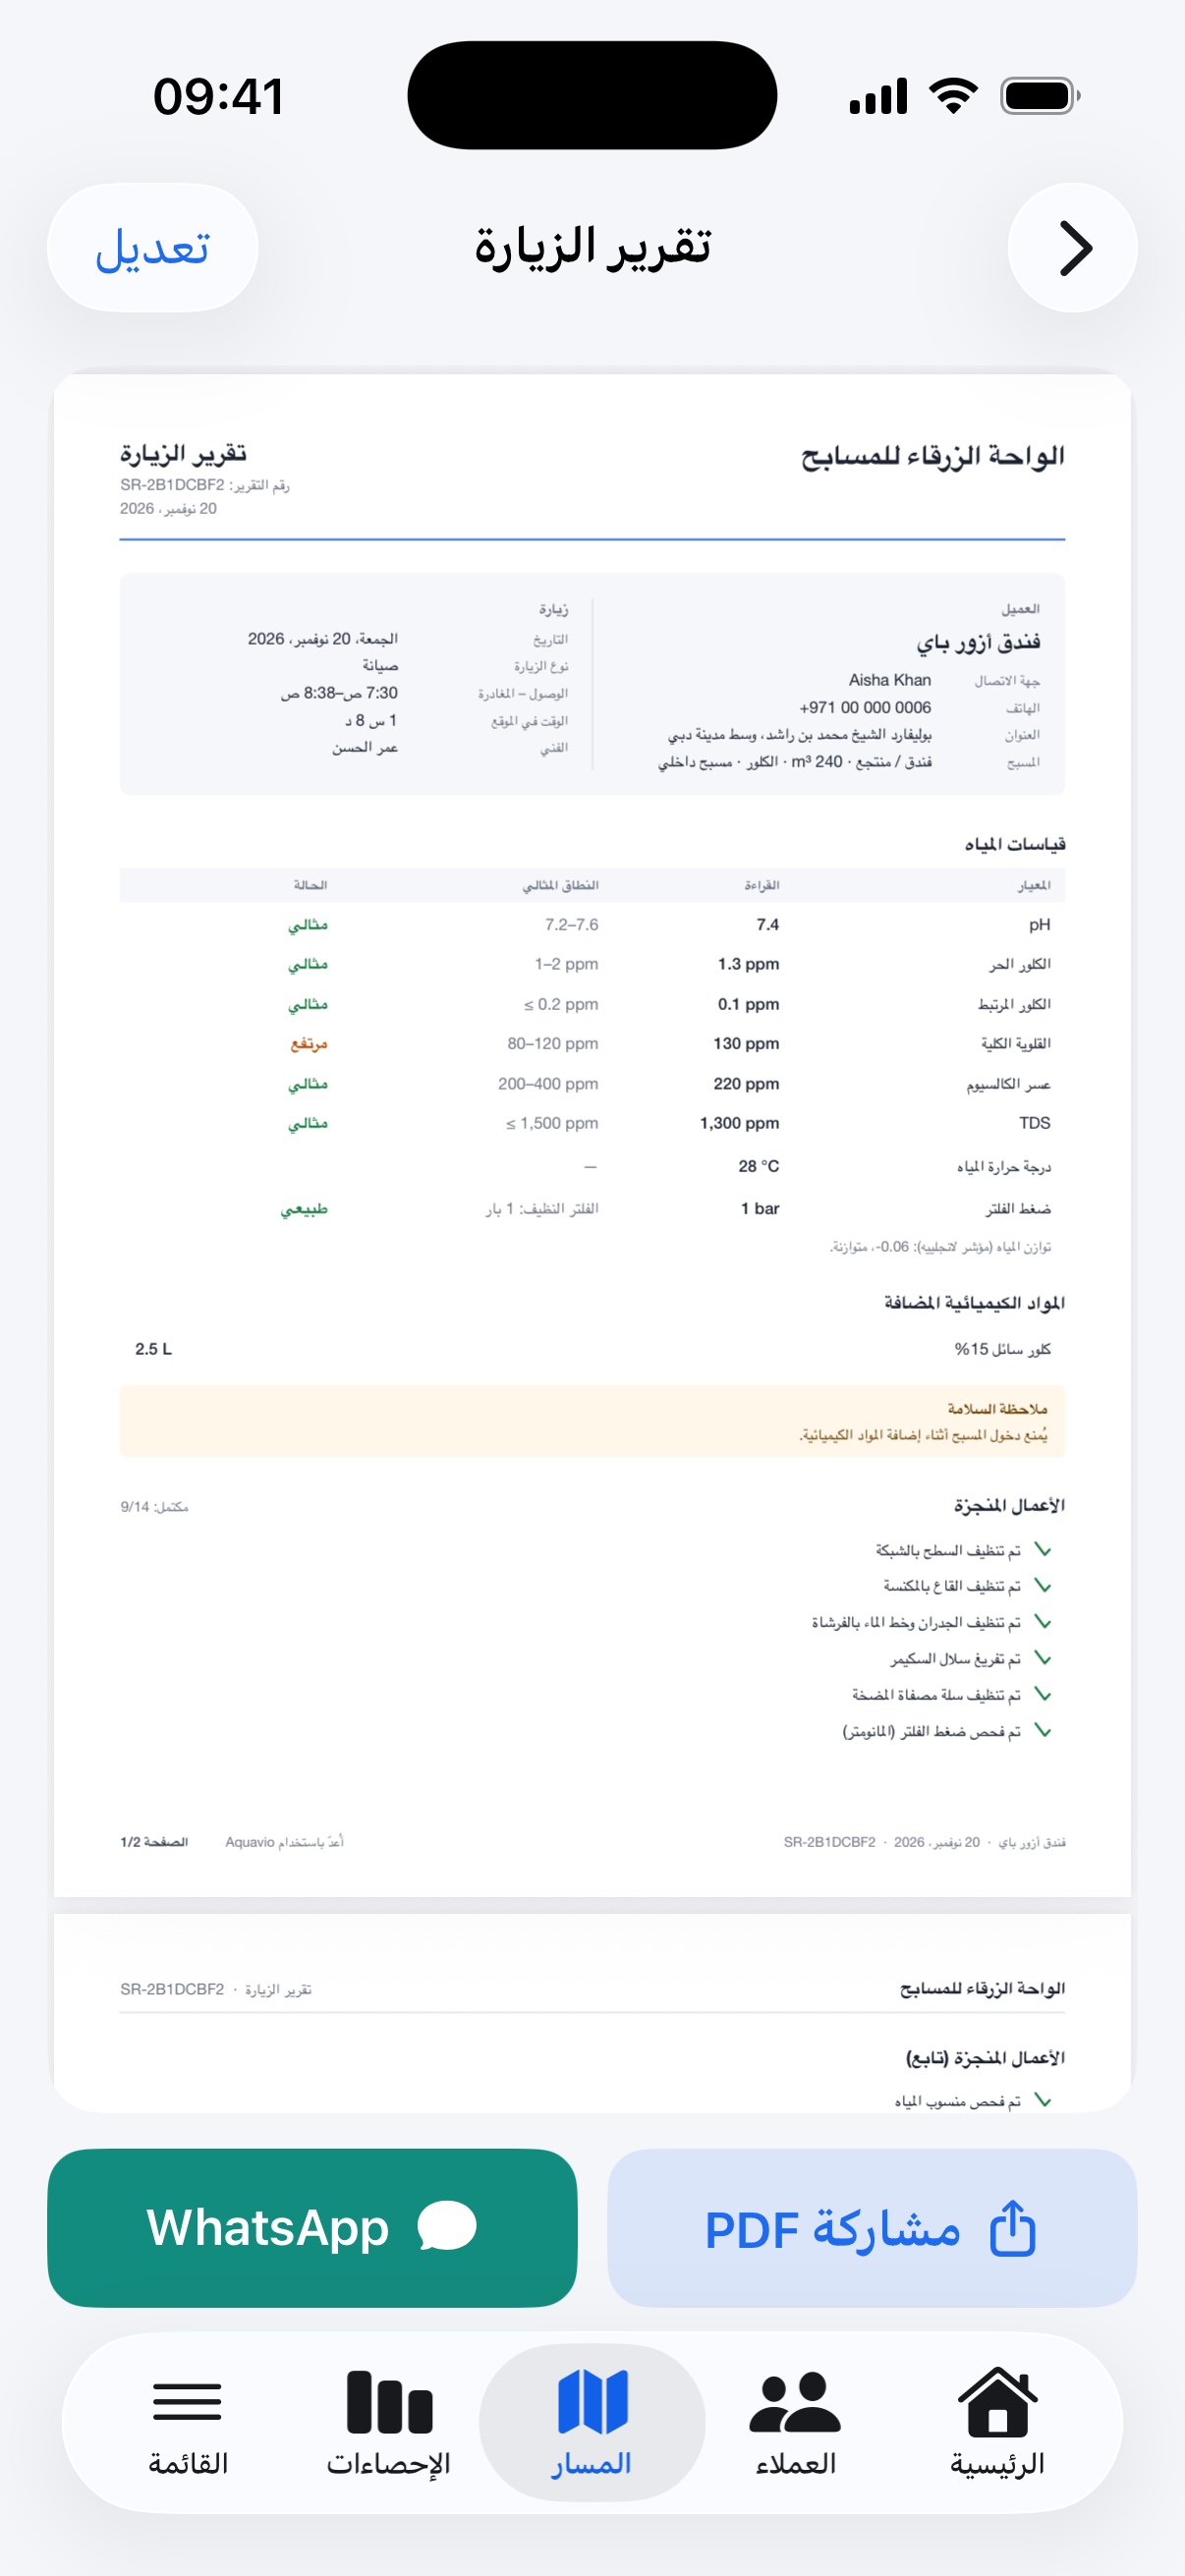 09:41
تقرير الزيارة
تعديل
الواحة الزرقاء للمسابح
تقرير الزيارة
رقم التقرير: SR-2B1DCBF2
20 نوفمبر، 2026
العميل
فندق أزور باي
جهة الاتصال Aisha Khan
الهاتف +971 00 000 0006
العنوان بوليفارد الشيخ محمد بن راشد، وسط مدينة دبي
المسبح فندق / منتجع · 240 m³ · الكلور · مسبح داخلي
زيارة
التاريخ الجمعة، 20 نوفمبر، 2026
نوع الزيارة صيانة
الوصول – المغادرة 7:30 ص–8:38 ص
الوقت في الموقع 1 س 8 د
الفني عمر الحسن
قياسات المياه
المعيار القراءة النطاق المثالي الحالة
pH 7.4 7.2–7.6 مثالي
الكلور الحر 1.3 ppm 1–2 ppm مثالي
الكلور المرتبط 0.1 ppm ≤ 0.2 ppm مثالي
القلوية الكلية 130 ppm 80–120 ppm مرتفع
عسر الكالسيوم 220 ppm 200–400 ppm مثالي
TDS 1,300 ppm ≤ 1,500 ppm مثالي
درجة حرارة المياه 28 °C —
ضغط الفلتر 1 bar الفلتر النظيف: 1 بار طبيعي
توازن المياه (مؤشر لانجلييه): 0.06-، متوازنة.
المواد الكيميائية المضافة
كلور سائل 15% 2.5 L
ملاحظة السلامة
يُمنع دخول المسبح أثناء إضافة المواد الكيميائية.
الأعمال المنجزة مكتمل: 9/14
تم تنظيف السطح بالشبكة
تم تنظيف القاع بالمكنسة
تم تنظيف الجدران وخط الماء بالفرشاة
تم تفريغ سلال السكيمر
تم تنظيف سلة مصفاة المضخة
تم فحص ضغط الفلتر (المانومتر)
فندق أزور باي · 20 نوفمبر، 2026 · SR-2B1DCBF2 أُعدّ باستخدام Aquavio الصفحة 1/2
الواحة الزرقاء للمسابح تقرير الزيارة · SR-2B1DCBF2
الأعمال المنجزة (تابع)
تم فحص منسوب المياه
مشاركة PDF
WhatsApp
الرئيسية
العملاء
المسار
الإحصاءات
القائمة